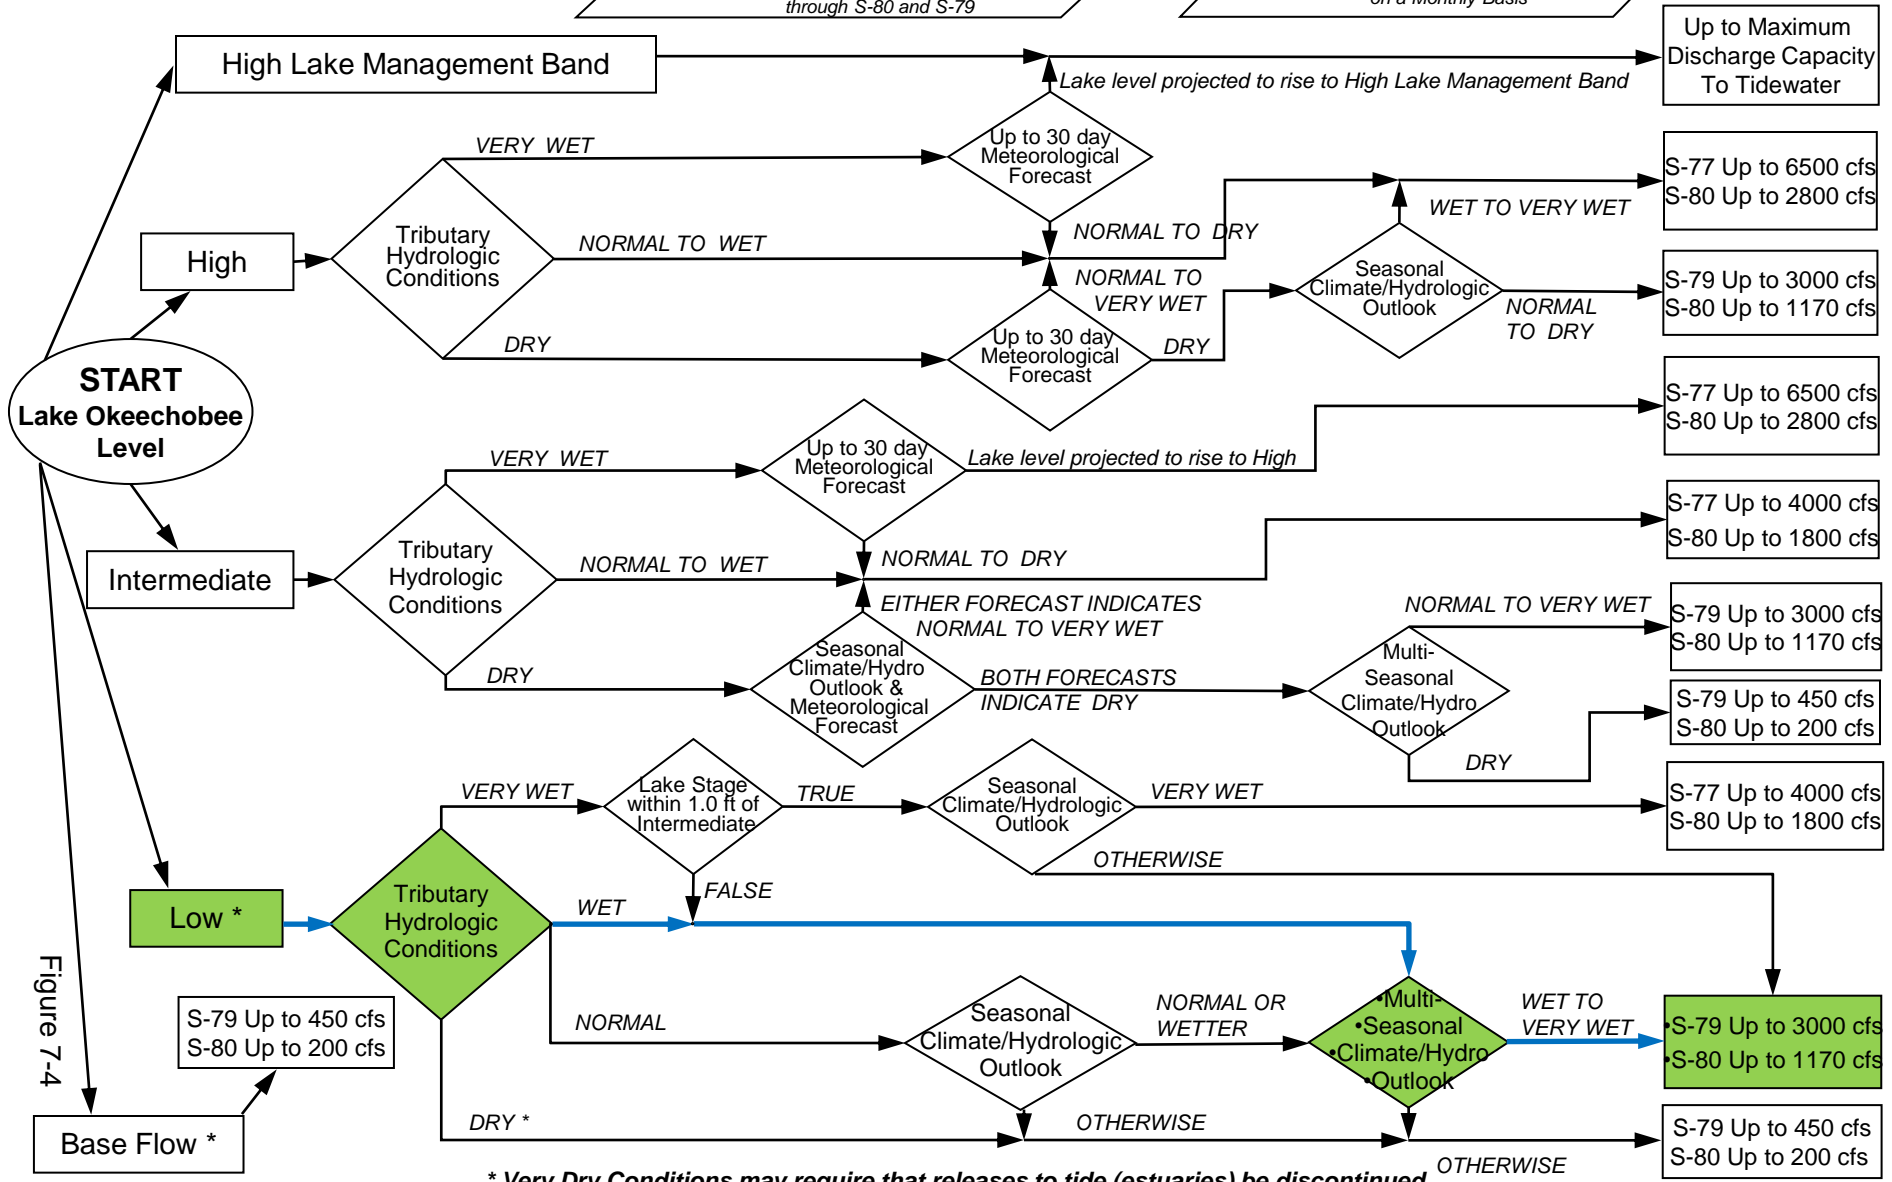 through S-80 and S-79
on a Monthly Basis
High Lake Management Band
Up to Maximum
Discharge Capacity
To Tidewater
Lake level projected to rise to High Lake Management Band
VERY WET
Up to 30 day
Meteorological
Forecast
S-77 Up to 6500 cfs
S-80 Up to 2800 cfs
WET TO VERY WET
High
Tributary
Hydrologic
Conditions
NORMAL TO WET
NORMAL TO DRY
NORMAL TO
VERY WET
Seasonal
Climate/Hydrologic
Outlook
NORMAL
TO DRY
S-79 Up to 3000 cfs
S-80 Up to 1170 cfs
DRY
Up to 30 day
Meteorological
Forecast
DRY
START
Lake Okeechobee
Level
S-77 Up to 6500 cfs
S-80 Up to 2800 cfs
VERY WET
Up to 30 day
Meteorological
Forecast
Lake level projected to rise to High
S-77 Up to 4000 cfs
S-80 Up to 1800 cfs
Intermediate
Tributary
Hydrologic
Conditions
NORMAL TO WET
NORMAL TO DRY
EITHER FORECAST INDICATES
NORMAL TO VERY WET
NORMAL TO VERY WET
S-79 Up to 3000 cfs
S-80 Up to 1170 cfs
DRY
Seasonal
Climate/Hydro
Outlook &
Meteorological
Forecast
BOTH FORECASTS
INDICATE DRY
Multi-
Seasonal
Climate/Hydro
Outlook
DRY
S-79 Up to 450 cfs
S-80 Up to 200 cfs
VERY WET
Lake Stage
within 1.0 ft of
Intermediate
TRUE
Seasonal
Climate/Hydrologic
Outlook
VERY WET
S-77 Up to 4000 cfs
S-80 Up to 1800 cfs
OTHERWISE
FALSE
Low *
Tributary
Hydrologic
Conditions
WET
NORMAL
Seasonal
Climate/Hydrologic
Outlook
NORMAL OR
WETTER
•Multi-
•Seasonal
•Climate/Hydro
•Outlook
WET TO
VERY WET
•S-79 Up to 3000 cfs
•S-80 Up to 1170 cfs
Figure 7-4
S-79 Up to 450 cfs
S-80 Up to 200 cfs
Base Flow *
DRY *
OTHERWISE
OTHERWISE
S-79 Up to 450 cfs
S-80 Up to 200 cfs
* Very Dry Conditions may require that releases to tide (estuaries) be discontinued